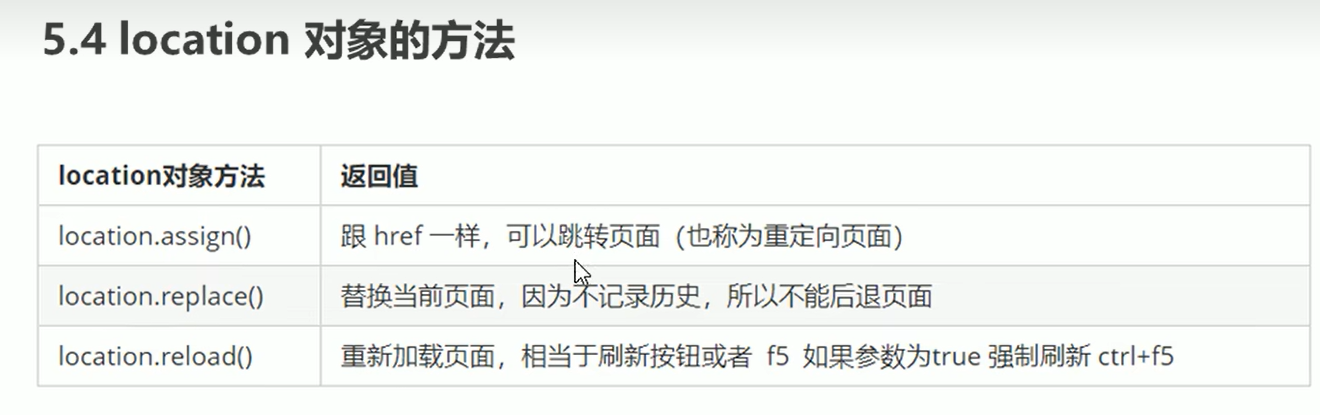 5.4 location 对象的方法
location对象方法 返回值
location.assign() 跟 href 一样，可以跳转页面（也称为重定向页面）
location.replace() 替换当前页面，因为不记录历史，所以不能后退页面
location.reload() 重新加载页面，相当于刷新按钮或者 f5 如果参数为true 强制刷新 ctrl+f5